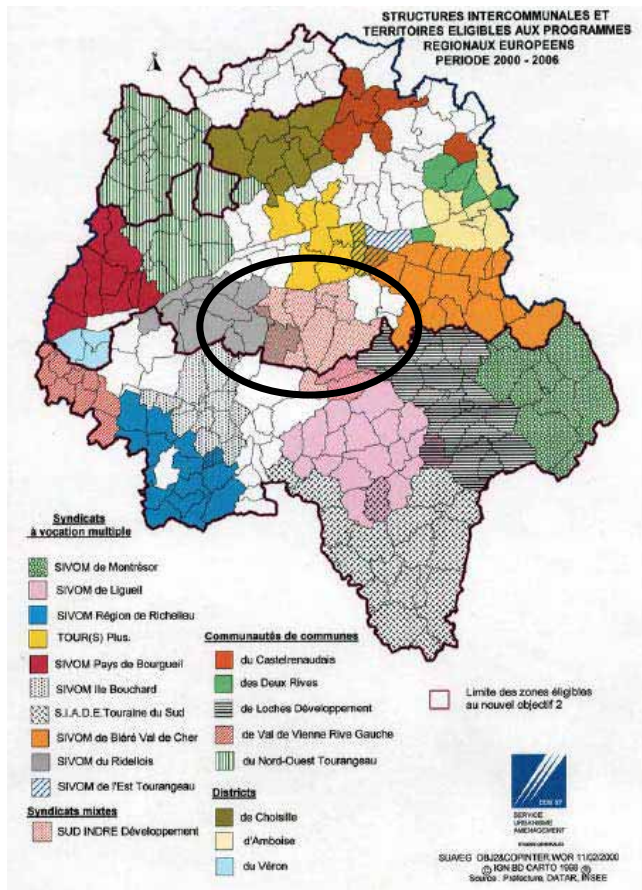 STRUCTURES INTERCOMMUNALES ET
TERRITOIRES ELIGIBLES AUX PROGRAMMES
REGIONAUX EUROPEENS
PERIODE 2000 - 2006
Syndicats
à vocation multiple
SIVOM de Montrésor
SIVOM de Ligueil
SIVOM Région de Richelieu
TOUR(S) Plus.
SIVOM Pays de Bourgueil
SIVOM Ile Bouchard
S.I.A.D.E.Touraine du Sud
SIVOM de Bléré Val de Cher
SIVOM du Ridellois
SIVOM de l'Est Tourangeau
Syndicats mixtes
SUD INDRE Développement
Communautés de communes
du Castelrenaudais
des Deux Rives
de Loches Développement
de Val de Vienne Rive Gauche
du Nord-Ouest Tourangeau
Districts
de Choisille
d'Amboise
du Véron
Limite des zones éligibles
au nouvel objectif 2
SERVICE
URBANISME
AMENAGEMENT
SUAEG OBJ2&COPINTER.WOR 11/02/2000
© IGN BD CARTO 1998 ®
Source : Préfecture, DATAR, INSEE